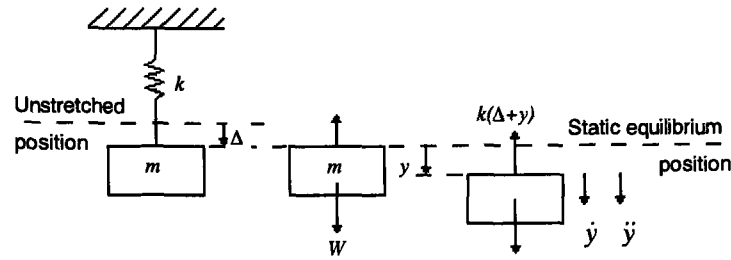 k
Unstretched
position
Δ
m
m
W
y
k(Δ+y)
Static equilibrium
position
ẏ
ÿ